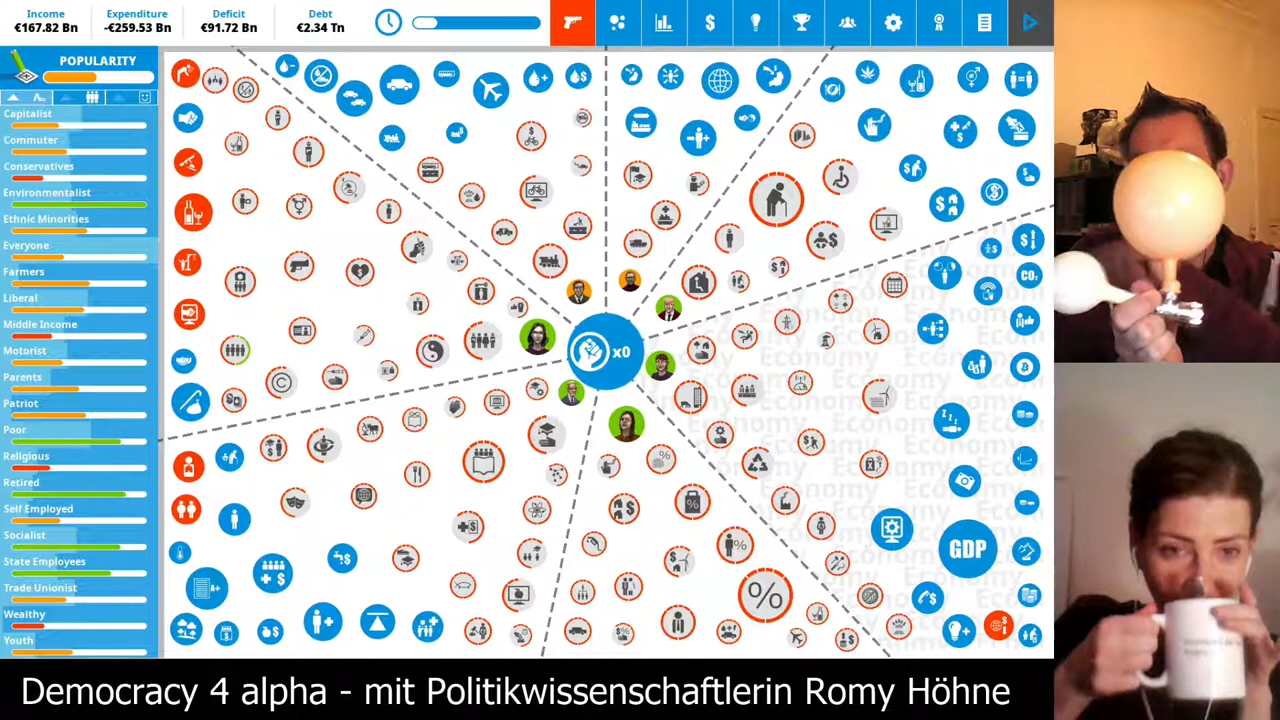 Income
€167.82 Bn
Expenditure
-€259.53 Bn
Deficit
€91.72 Bn
Debt
€2.34 Tn
POPULARITY
Capitalist
Commuter
Conservatives
Environmentalist
Ethnic Minorities
Everyone
Farmers
Liberal
Middle Income
Motorist
Parents
Patriot
Poor
Religious
Retired
Self Employed
Socialist
State Employees
Trade Unionist
Wealthy
Youth
x0
GDP
Economy
Democracy 4 alpha - mit Politikwissenschaftlerin Romy Höhne